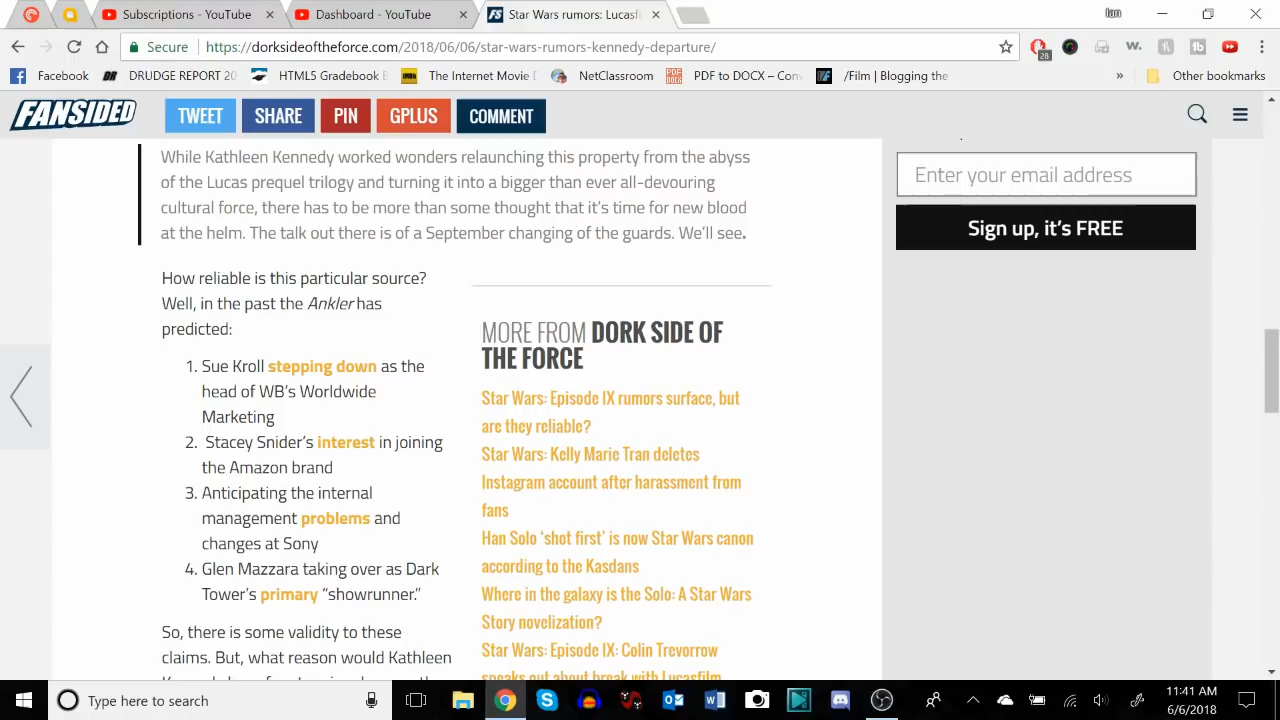 Subscriptions - YouTube
Dashboard - YouTube
FS Star Wars rumors: Lucasfi
Ian
Secure
https://dorksideoftheforce.com/2018/06/06/star-wars-rumors-kennedy-departure/
28
W.
Facebook
DR DRUDGE REPORT 20
HTML5 Gradebook
The Internet Movie
NetClassroom
PDF to DOCX – Con
/Film | Blogging the
»
Other bookmarks
FANSIDED
TWEET
SHARE
PIN
GPLUS
COMMENT
While Kathleen Kennedy worked wonders relaunching this property from the abyss
of the Lucas prequel trilogy and turning it into a bigger than ever all-devouring
cultural force, there has to be more than some thought that it's time for new blood
at the helm. The talk out there is of a September changing of the guards. We'll see.
Enter your email address
Sign up, it's FREE
How reliable is this particular source?
Well, in the past the Ankler has
predicted:
1. Sue Kroll stepping down as the
head of WB's Worldwide
Marketing
2. Stacey Snider's interest in joining
the Amazon brand
3. Anticipating the internal
management problems and
changes at Sony
4. Glen Mazzara taking over as Dark
Tower's primary "showrunner."
So, there is some validity to these
claims. But, what reason would Kathleen
MORE FROM DORK SIDE OF
THE FORCE
Star Wars: Episode IX rumors surface, but
are they reliable?
Star Wars: Kelly Marie Tran deletes
Instagram account after harassment from
fans
Han Solo 'shot first' is now Star Wars canon
according to the Kasdans
Where in the galaxy is the Solo: A Star Wars
Story novelization?
Star Wars: Episode IX: Colin Trevorrow
speaks out about break with Lucasfilm
Type here to search
11:41 AM
6/6/2018